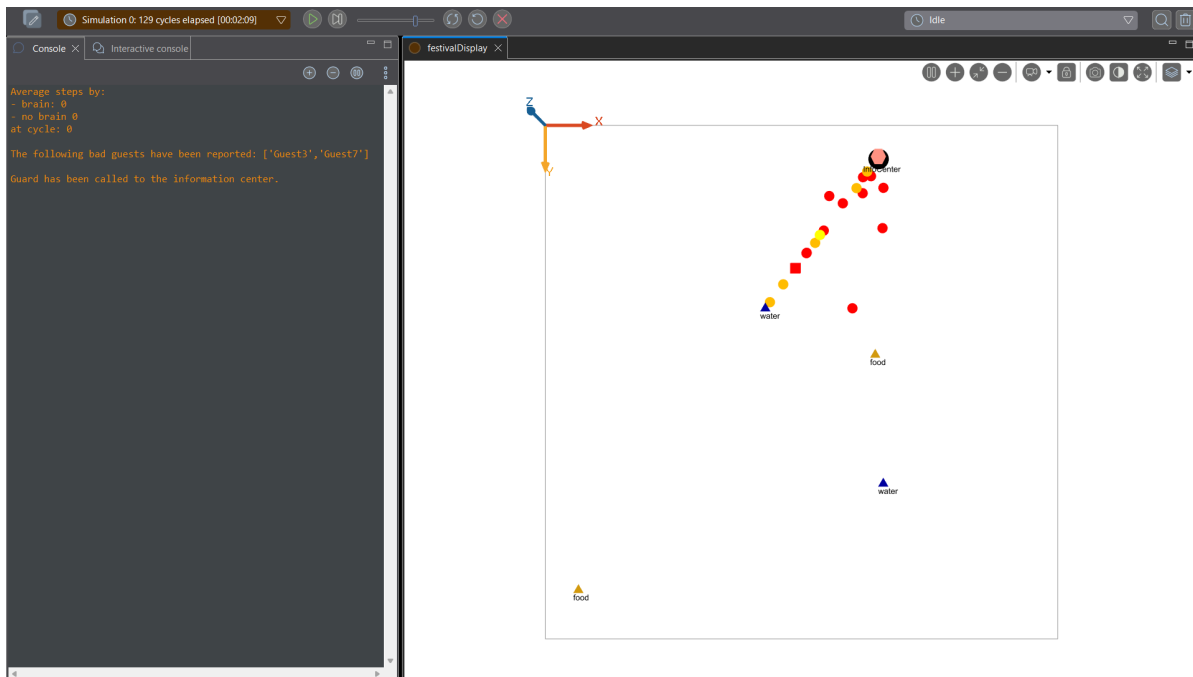 Simulation 0: 129 cycles elapsed [00:02:09]
Idle
Console
Interactive console
festivalDisplay
Average steps by:
- brain: 0
- no brain 0
at cycle: 0
The following bad guests have been reported: ['Guest3','Guest7']
Guard has been called to the information center.
Z
X
Y
InfoCenter
water
food
water
food